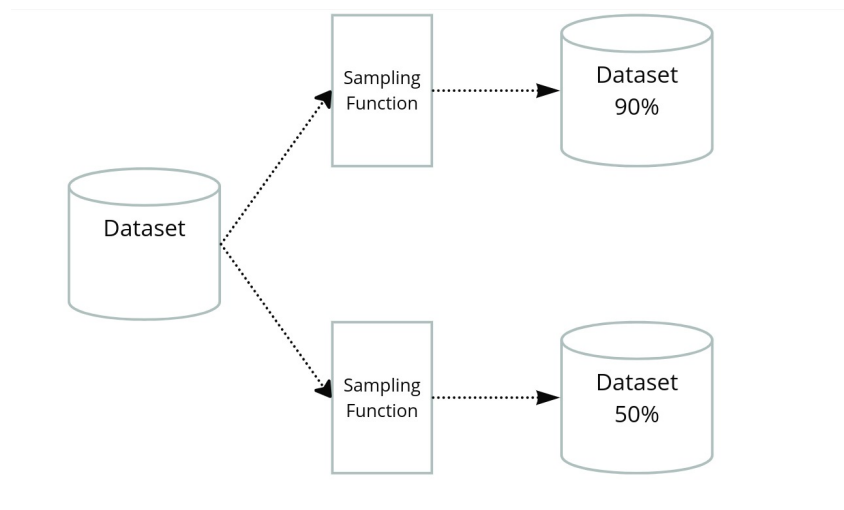 Sampling
Function
Dataset
90%
Dataset
Sampling
Function
Dataset
50%